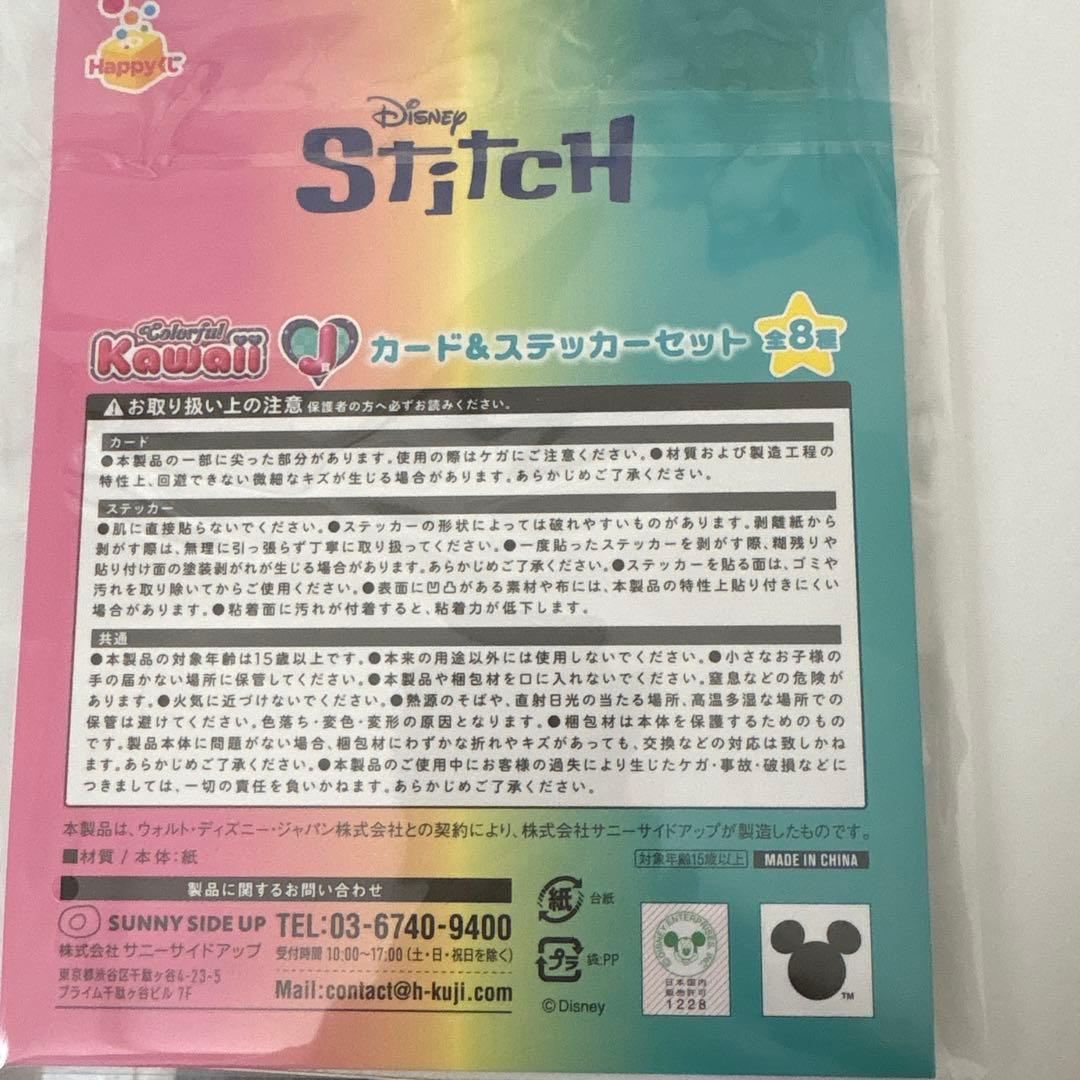 Happyくじ
Disney
Stitch
Colorful
Kawaii
J賞
カード&ステッカーセット
全8種
お取り扱い上の注意 保護者の方へ必ずお読みください。
カード
●本製品の一部に尖った部分があります。使用の際はケガにご注意ください。●材質および製造工程の
特性上、回避できない微細なキズが生じる場合があります。あらかじめご了承ください。
ステッカー
●肌に直接貼らないでください。●ステッカーの形状によっては破れやすいものがあります。剥離紙から
剥がす際は、無理に引っ張らず丁寧に取り扱ってください。●一度貼ったステッカーを剥がす際、糊残りや
貼り付け面の塗装剥がれが生じる場合があります。あらかじめご了承ください。●ステッカーを貼る面は、ゴミや
汚れを取り除いてからご使用ください。●表面に凹凸がある素材や布には、本製品の特性上貼り付きにくい
場合があります。●粘着面に汚れが付着すると、粘着力が低下します。
共通
●本製品の対象年齢は15歳以上です。●本来の用途以外には使用しないでください。●小さなお子様の
手の届かない場所に保管してください。●本製品や梱包材を口に入れないでください。窒息などの危険が
あります。●火気に近づけないでください。●熱源のそばや、直射日光の当たる場所、高温多湿な場所での
保管は避けてください。色落ち・変色・変形の原因となります。●梱包材は本体を保護するためのもの
です。製品本体に問題がない場合、梱包材にわずかな折れやキズがあっても、交換などの対応は致しかね
ます。あらかじめご了承ください。●本製品のご使用中にお客様の過失により生じたケガ・事故・破損などに
つきましては、一切の責任を負いかねます。あらかじめご了承ください。
本製品は、ウォルト・ディズニー・ジャパン株式会社との契約により、株式会社サニーサイドアップが製造したものです。
■材質 / 本体:紙
対象年齢15歳以上 MADE IN CHINA
製品に関するお問い合わせ
SUNNY SIDE UP TEL:03-6740-9400
株式会社 サニーサイドアップ 受付時間 10:00〜17:00 (土・日・祝日を除く)
東京都渋谷区千駄ヶ谷4-23-5
プライム千駄ヶ谷ビル 7F
Mail:contact@h-kuji.com
紙 台紙
プラ 袋:PP
©Disney
©DISNEY ENTERPRISES, INC.
日本国内
販売許可
1228
TM